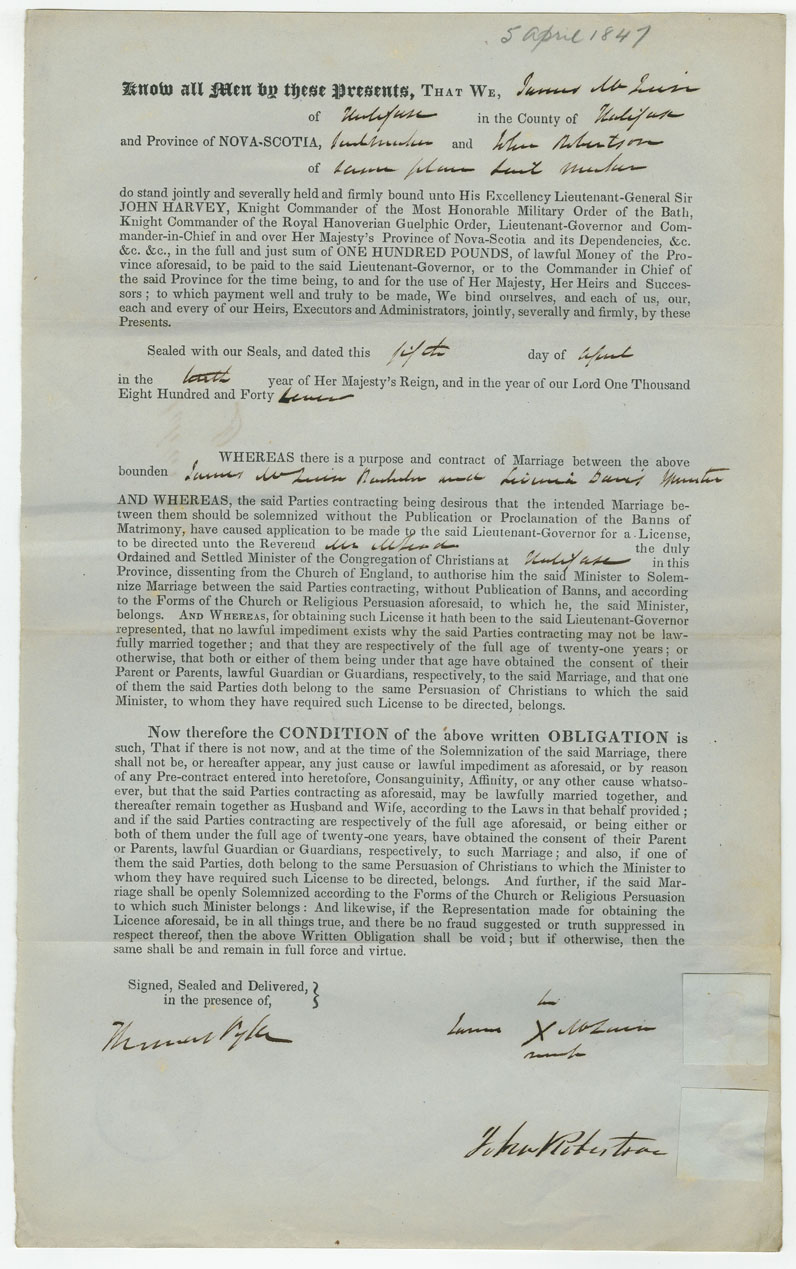 5 april 1847
Know all Men by these Presents, THAT WE, James
of Halifax in the County of Halifax
and Province of NOVA-SCOTIA, and John Robertson
of same place Sail Maker
do stand jointly and severally held and firmly bound unto His Excellency Lieutenant-General Sir
JOHN HARVEY, Knight Commander of the Most Honorable Military Order of the Bath,
Knight Commander of the Royal Hanoverian Guelphic Order, Lieutenant-Governor and Com-
mander-in-Chief in and over Her Majesty's Province of Nova-Scotia and its Dependencies, &c.
&c. &c., in the full and just sum of ONE HUNDRED POUNDS, of lawful Money of the Pro-
vince aforesaid, to be paid to the said Lieutenant-Governor, or to the Commander in Chief of
the said Province for the time being, to and for the use of Her Majesty, Her Heirs and Succes-
sors; to which payment well and truly to be made, We bind ourselves, and each of us, our,
each and every of our Heirs, Executors and Administrators, jointly, severally and firmly, by these
Presents.
Sealed with our Seals, and dated this fifth day of april
in the tenth year of Her Majesty's Reign, and in the year of our Lord One Thousand
Eight Hundred and Forty Seven
WHEREAS there is a purpose and contract of Marriage between the above
bounden James Bachelor and Davis Spinster
AND WHEREAS, the said Parties contracting being desirous that the intended Marriage be-
tween them should be solemnized without the Publication or Proclamation of the Banns of
Matrimony, have caused application to be made to the said Lieutenant-Governor for a License,
to be directed unto the Reverend Mr the duly
Ordained and Settled Minister of the Congregation of Christians at Halifax in this
Province, dissenting from the Church of England, to authorise him the said Minister to Solem-
nize Marriage between the said Parties contracting, without Publication of Banns, and according
to the Forms of the Church or Religious Persuasion aforesaid, to which he, the said Minister,
belongs. AND WHEREAS, for obtaining such License it hath been to the said Lieutenant-Governor
represented, that no lawful impediment exists why the said Parties contracting may not be law-
fully married together; and that they are respectively of the full age of twenty-one years; or
otherwise, that both or either of them being under that age have obtained the consent of their
Parent or Parents, lawful Guardian or Guardians, respectively, to the said Marriage, and that one
of them the said Parties doth belong to the same Persuasion of Christians to which the said
Minister, to whom they have required such License to be directed, belongs.
Now therefore the CONDITION of the above written OBLIGATION is
such, That if there is not now, and at the time of the Solemnization of the said Marriage, there
shall not be, or hereafter appear, any just cause or lawful impediment as aforesaid, or by reason
of any Pre-contract entered into heretofore, Consanguinity, Affinity, or any other cause whatso-
ever, but that the said Parties contracting as aforesaid, may be lawfully married together, and
thereafter remain together as Husband and Wife, according to the Laws in that behalf provided;
and if the said Parties contracting are respectively of the full age aforesaid, or being either or
both of them under the full age of twenty-one years, have obtained the consent of their Parent
or Parents, lawful Guardian or Guardians, respectively, to such Marriage; and also, if one of
them the said Parties, doth belong to the same Persuasion of Christians to which the Minister to
whom they have required such License to be directed, belongs. And further, if the said Mar-
riage shall be openly Solemnized according to the Forms of the Church or Religious Persuasion
to which such Minister belongs: And likewise, if the Representation made for obtaining the
Licence aforesaid, be in all things true, and there be no fraud suggested or truth suppressed in
respect thereof, then the above Written Obligation shall be void; but if otherwise, then the
same shall be and remain in full force and virtue.
Signed, Sealed and Delivered, }
in the presence of,
his
James X
mark
John Robertson